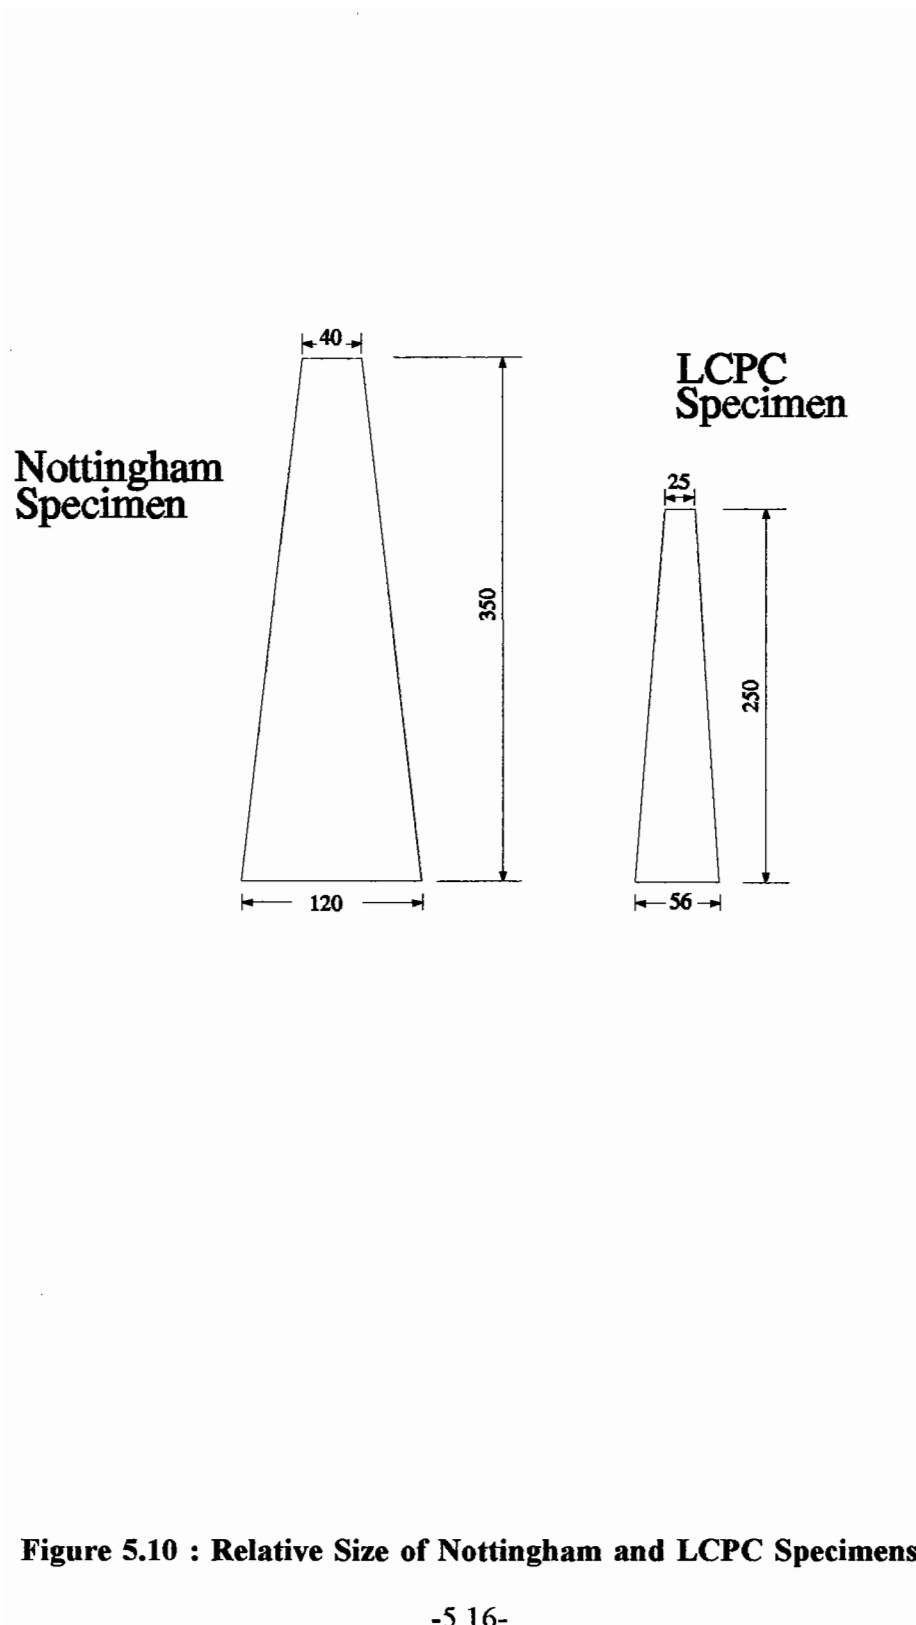 40
LCPC
Specimen
Nottingham
Specimen
25
350
250
120
56
Figure 5.10 : Relative Size of Nottingham and LCPC Specimens
-5.16-